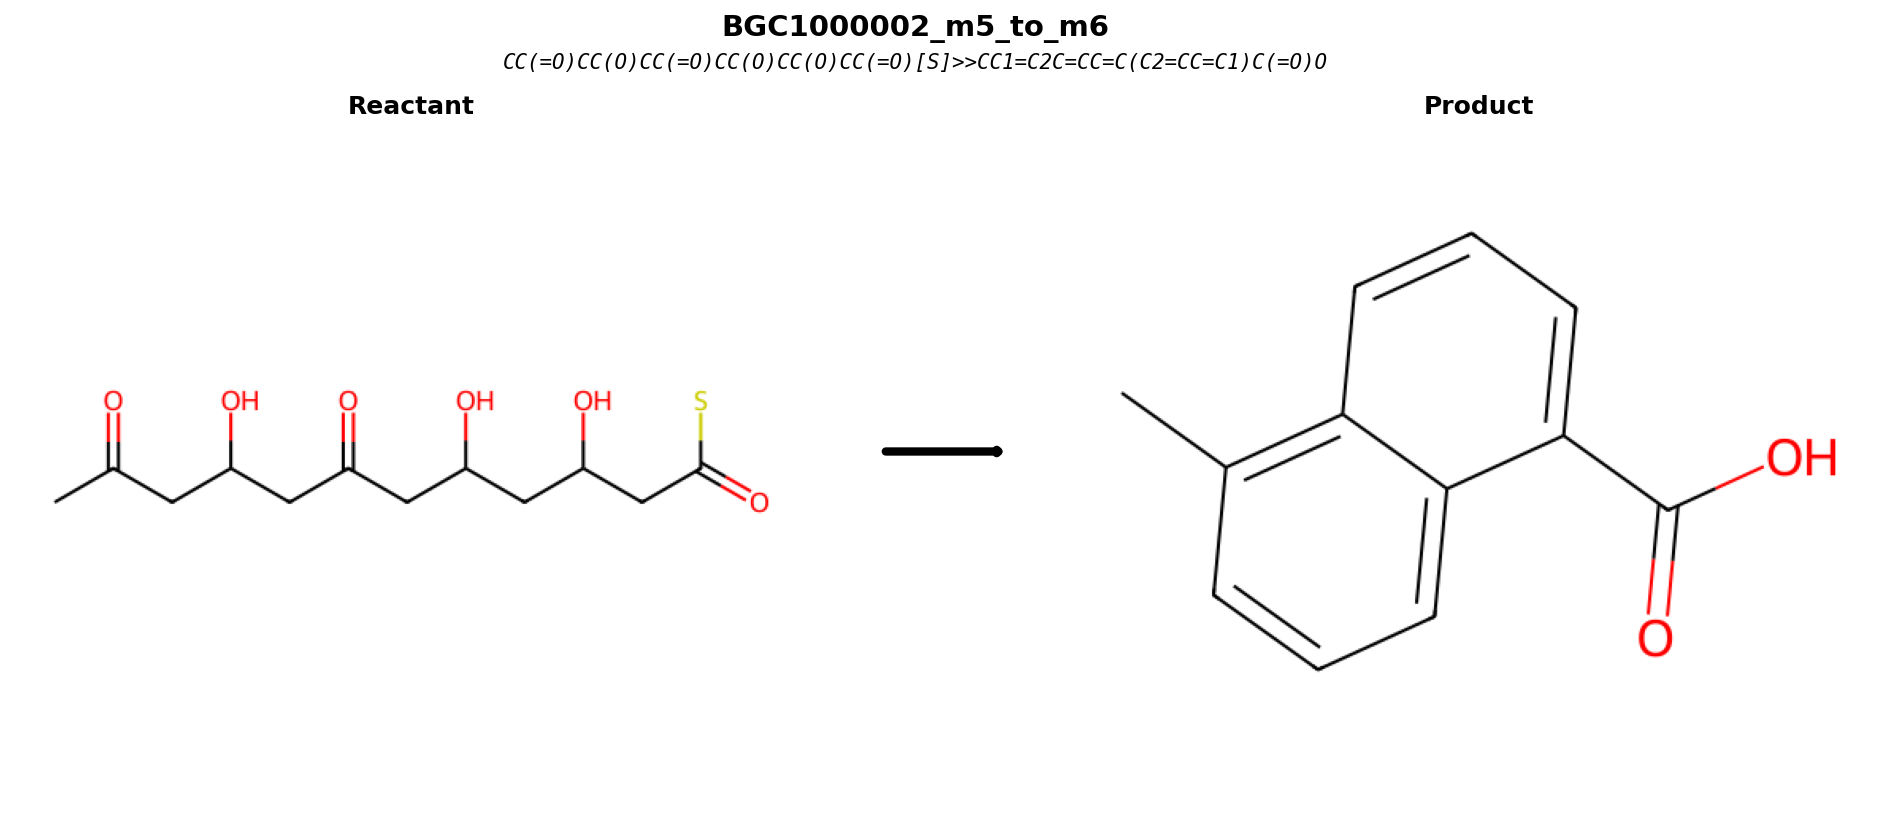 BGC1000002_m5_to_m6
CC(=O)CC(O)CC(=O)CC(O)CC(O)CC(=O)[S]>>CC1=C2C=CC=C(C2=CC=C1)C(=O)O
Reactant
Product
O OH O OH OH S
O
OH
O